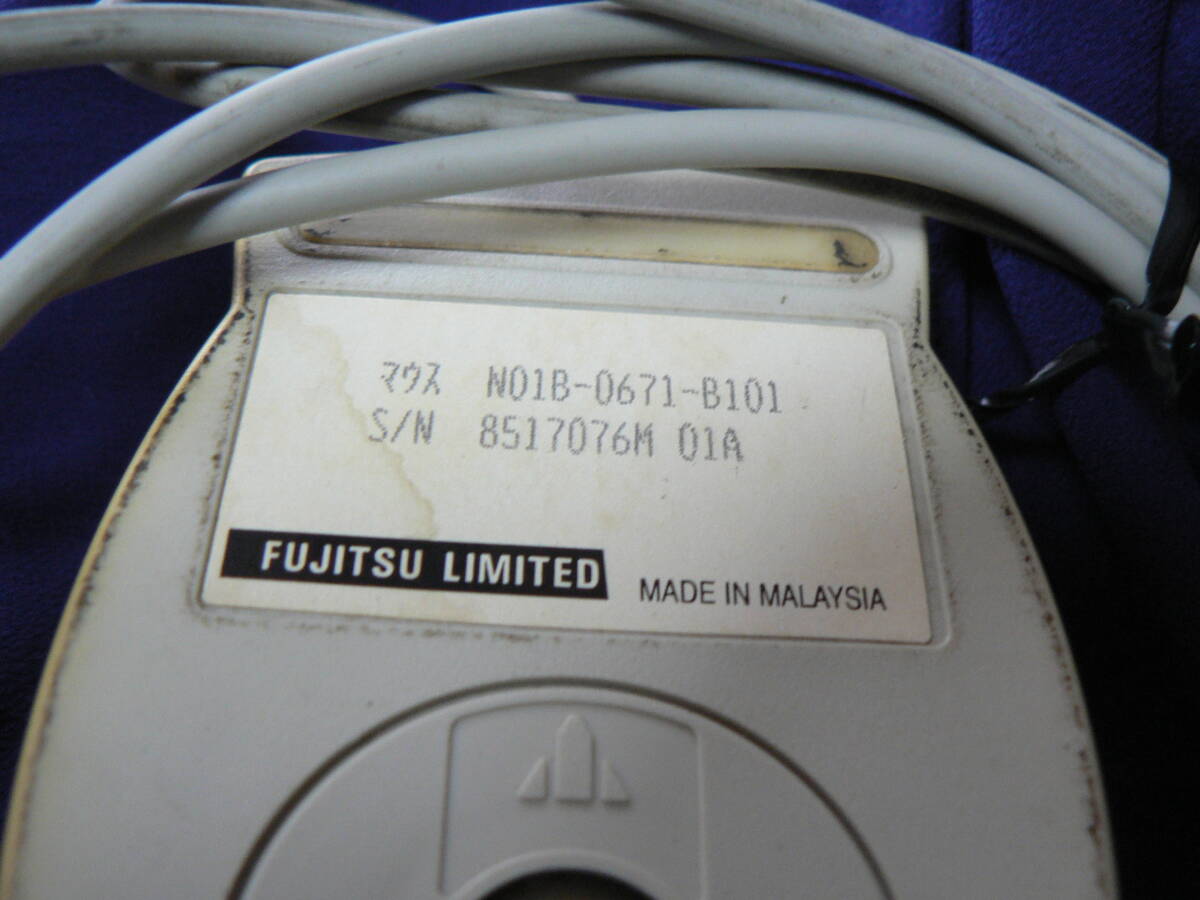 マウス N01B-0671-B101
S/N 8517076M 01A
FUJITSU LIMITED
MADE IN MALAYSIA